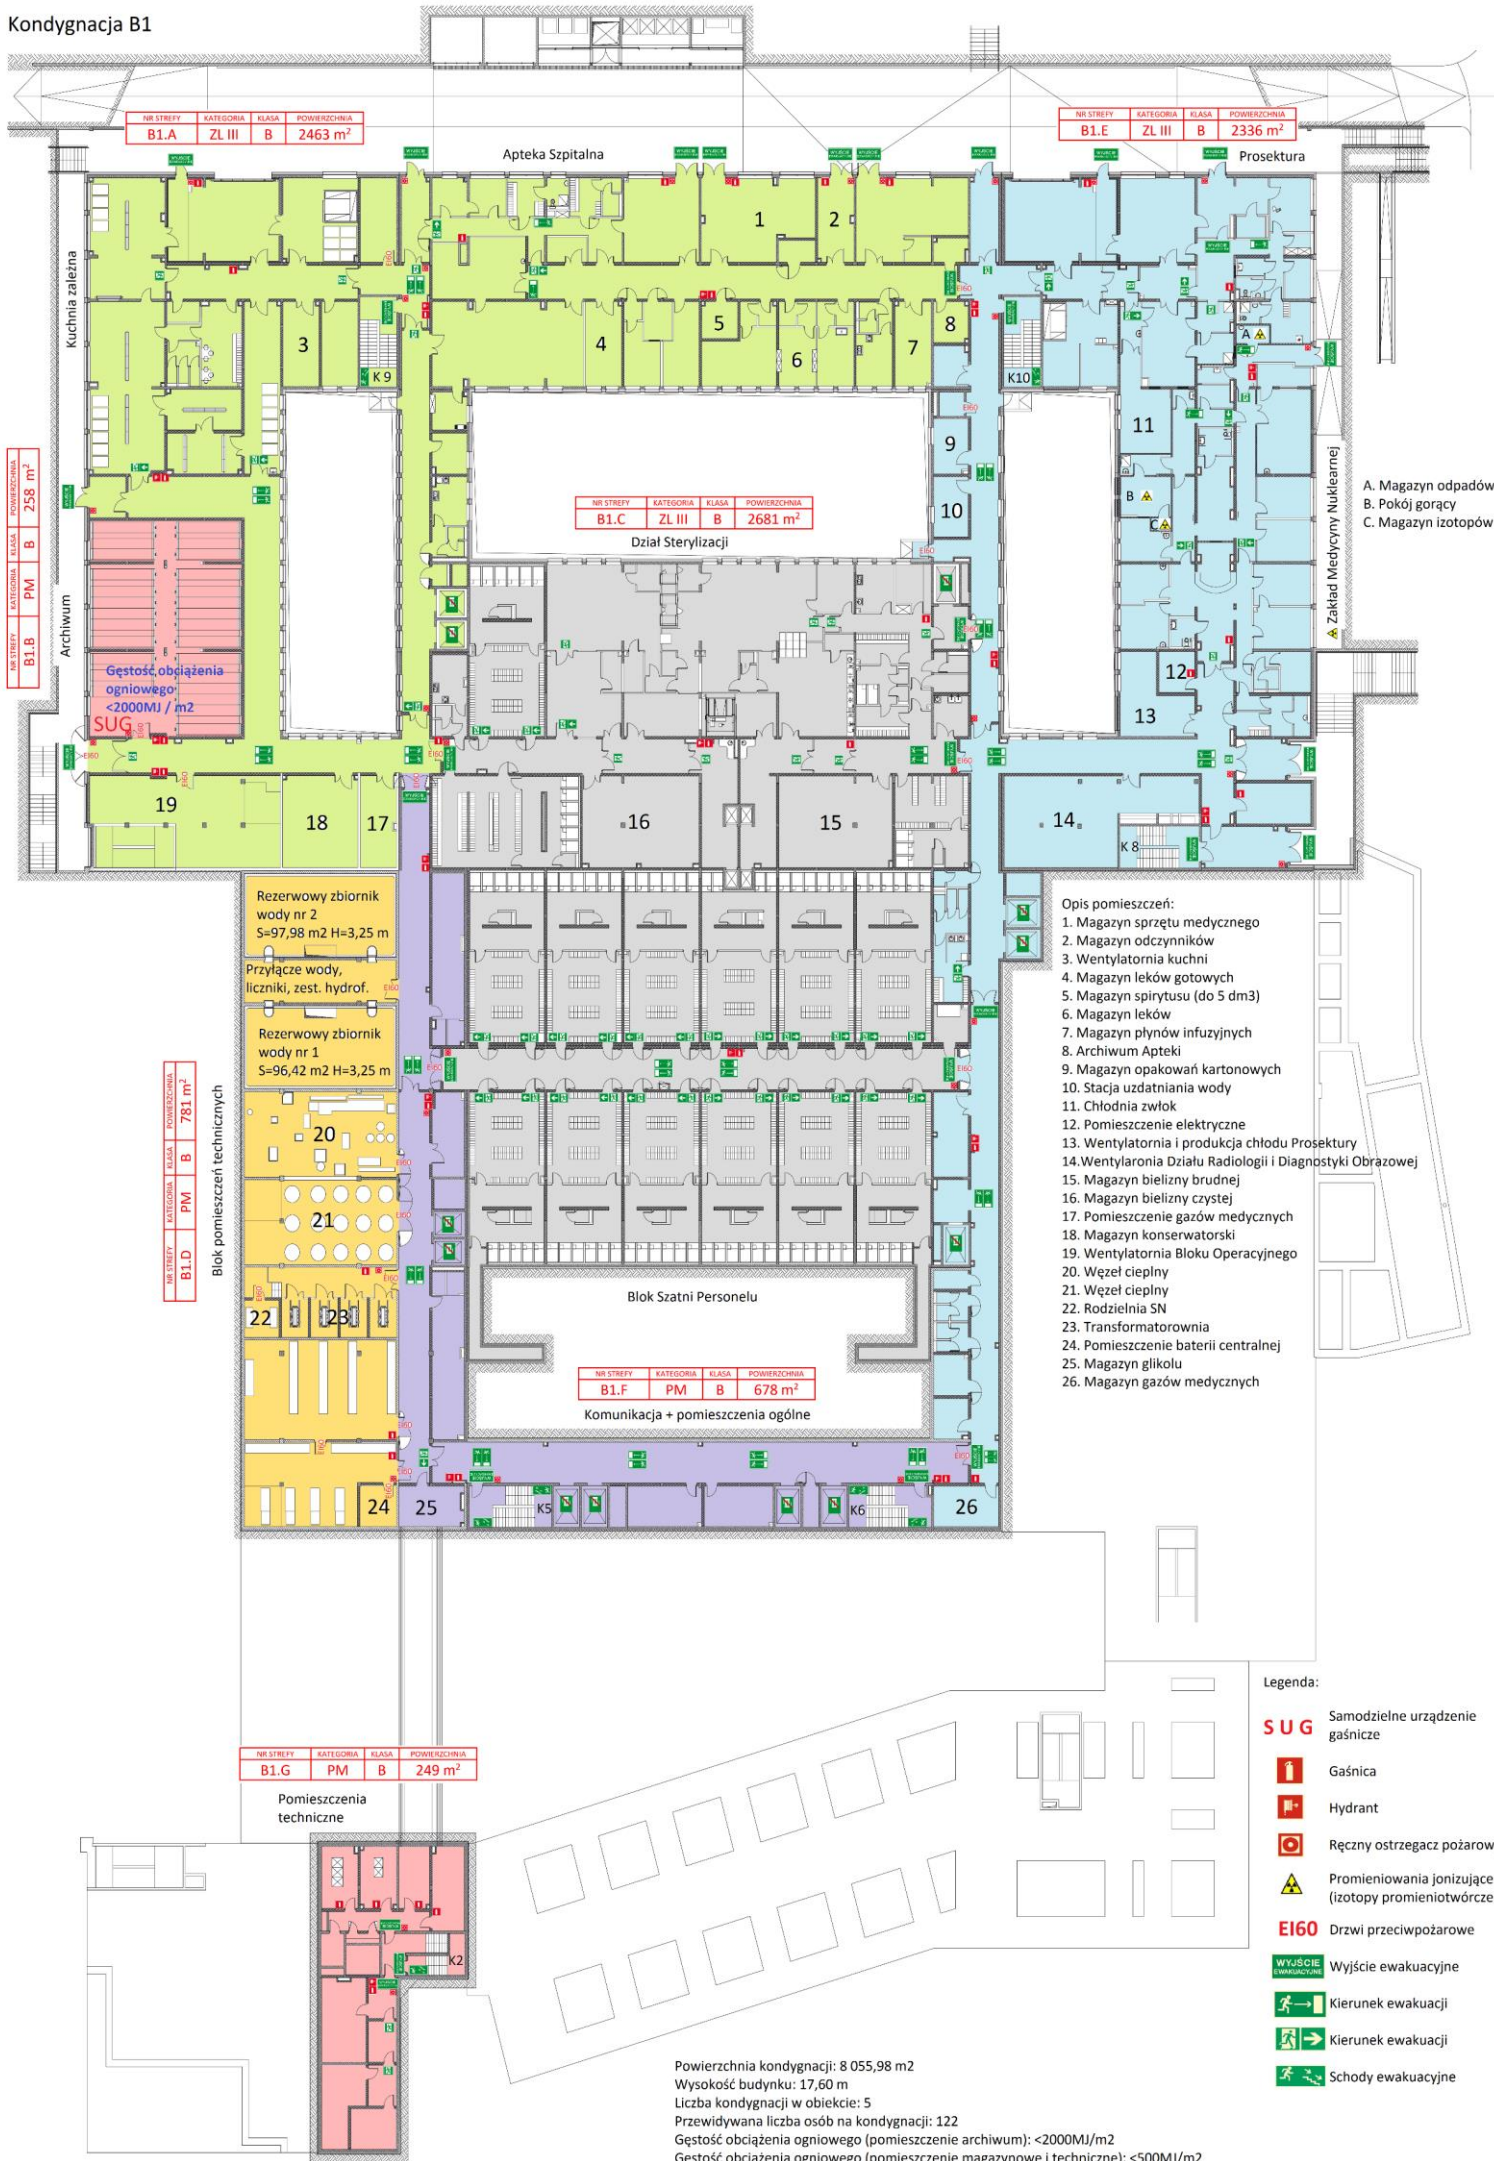 Kondygnacja B1
NR STREFY KATEGORIA KLASA POWIERZCHNIA
B1.A ZL III B 2463 m²
NR STREFY KATEGORIA KLASA POWIERZCHNIA
B1.E ZL III B 2336 m²
Apteka Szpitalna
Prosektura
Kuchnia zależna
1
2
3
4
5
6
7
8
K 9
K10
A
9
10
11
B
C
NR STREFY KATEGORIA KLASA POWIERZCHNIA
B1.C ZL III B 2681 m²
Dział Sterylizacji
Zakład Medycyny Nuklearnej
A. Magazyn odpadów
B. Pokój gorący
C. Magazyn izotopów
NR STREFY KATEGORIA KLASA POWIERZCHNIA
B1.B PM B 258 m²
Archiwum
Gęstość obciążenia
ogniowego
<2000MJ / m2
SUG
12
13
14
15
16
17
18
19
K 8
Rezerwowy zbiornik
wody nr 2
S=97,98 m2 H=3,25 m
Przyłącze wody,
liczniki, zest. hydrof.
EI60
Rezerwowy zbiornik
wody nr 1
S=96,42 m2 H=3,25 m
NR STREFY KATEGORIA KLASA POWIERZCHNIA
B1.D PM B 781 m²
Blok pomieszczeń technicznych
20
21
22
23
24
25
26
K5
K6
Blok Szatni Personelu
NR STREFY KATEGORIA KLASA POWIERZCHNIA
B1.F PM B 678 m²
Komunikacja + pomieszczenia ogólne
Opis pomieszczeń:
1. Magazyn sprzętu medycznego
2. Magazyn odczynników
3. Wentylatornia kuchni
4. Magazyn leków gotowych
5. Magazyn spirytusu (do 5 dm3)
6. Magazyn leków
7. Magazyn płynów infuzyjnych
8. Archiwum Apteki
9. Magazyn opakowań kartonowych
10. Stacja uzdatniania wody
11. Chłodnia zwłok
12. Pomieszczenie elektryczne
13. Wentylatornia i produkcja chłodu Prosektury
14.Wentylaronia Działu Radiologii i Diagnostyki Obrazowej
15. Magazyn bielizny brudnej
16. Magazyn bielizny czystej
17. Pomieszczenie gazów medycznych
18. Magazyn konserwatorski
19. Wentylatornia Bloku Operacyjnego
20. Węzeł cieplny
21. Węzeł cieplny
22. Rodzielnia SN
23. Transformatorownia
24. Pomieszczenie baterii centralnej
25. Magazyn glikolu
26. Magazyn gazów medycznych
NR STREFY KATEGORIA KLASA POWIERZCHNIA
B1.G PM B 249 m²
Pomieszczenia
techniczne
K2
Legenda:
S U G Samodzielne urządzenie
gaśnicze
Gaśnica
Hydrant
Ręczny ostrzegacz pożarow
Promieniowania jonizujące
(izotopy promieniotwórcze
EI60 Drzwi przeciwpożarowe
WYJŚCIE EWAKUACYJNE Wyjście ewakuacyjne
Kierunek ewakuacji
Kierunek ewakuacji
Schody ewakuacyjne
Powierzchnia kondygnacji: 8 055,98 m2
Wysokość budynku: 17,60 m
Liczba kondygnacji w obiekcie: 5
Przewidywana liczba osób na kondygnacji: 122
Gęstość obciążenia ogniowego (pomieszczenie archiwum): <2000MJ/m2
Gęstość obciążenia ogniowego (pomieszczenie magazynowe i techniczne): <500MJ/m2